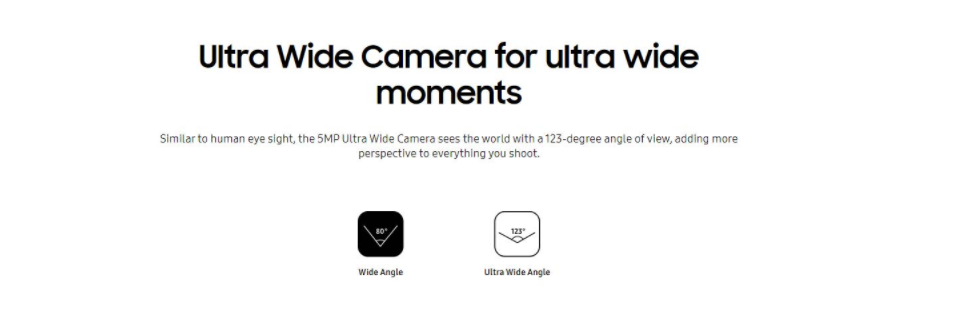 Ultra Wide Camera for ultra wide
moments
Similar to human eye sight, the 5MP Ultra Wide Camera sees the world with a 123-degree angle of view, adding more
perspective to everything you shoot.
80° 123°
Wide Angle Ultra Wide Angle